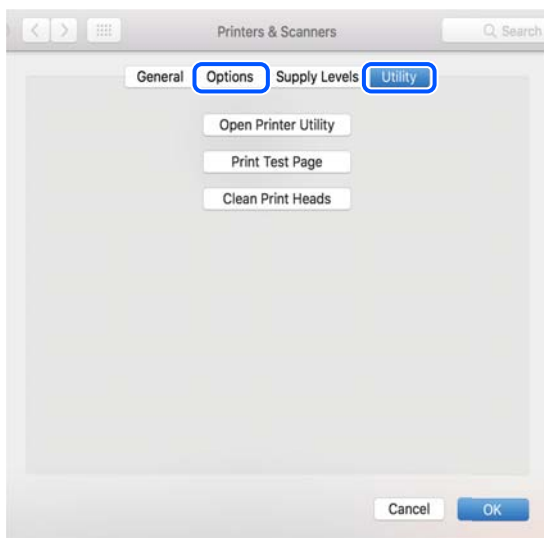 Printers & Scanners
Search
General Options Supply Levels Utility
Open Printer Utility
Print Test Page
Clean Print Heads
Cancel OK